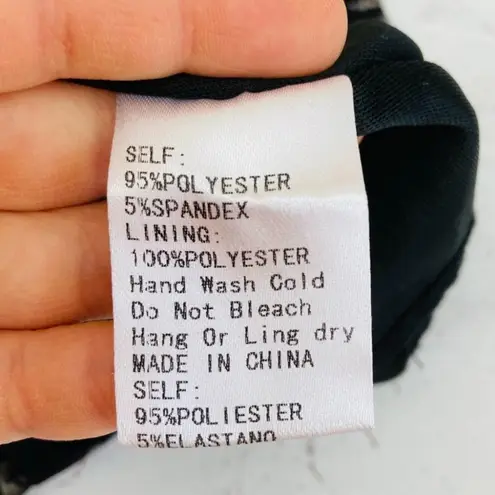 SELF:
95%POLYESTER
5%SPANDEX
LINING:
100%POLYESTER
Hand Wash Cold
Do Not Bleach
Hang Or Ling dry
MADE IN CHINA
SELF:
95%POLIESTER
5%ELASTANO